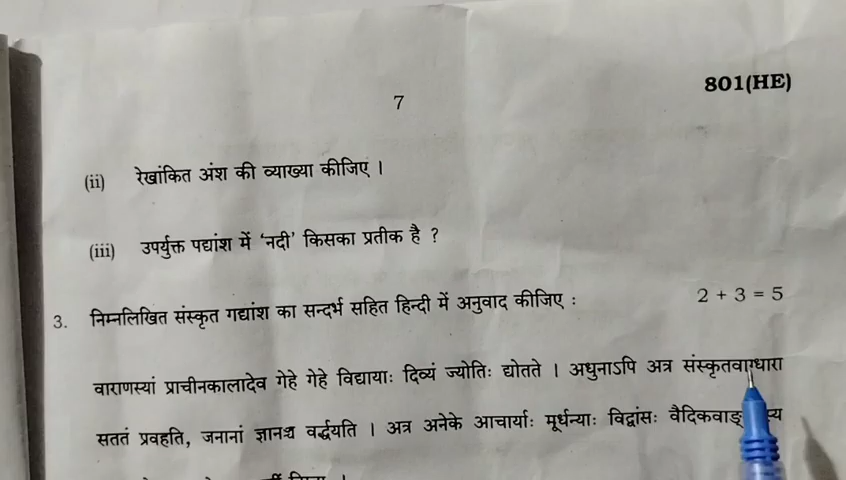 801(HE)
7
(ii) रेखांकित अंश की व्याख्या कीजिए ।
(iii) उपर्युक्त पद्यांश में ‘नदी’ किसका प्रतीक है ?
3. निम्नलिखित संस्कृत गद्यांश का सन्दर्भ सहित हिन्दी में अनुवाद कीजिए : 2 + 3 = 5
वाराणस्यां प्राचीनकालादेव गेहे गेहे विद्यायाः दिव्यं ज्योतिः द्योतते । अधुनाऽपि अत्र संस्कृतवाग्धारा
सततं प्रवहति, जनानां ज्ञानञ्च वर्द्धयति । अत्र अनेके आचार्याः मूर्धन्याः विद्वांसः